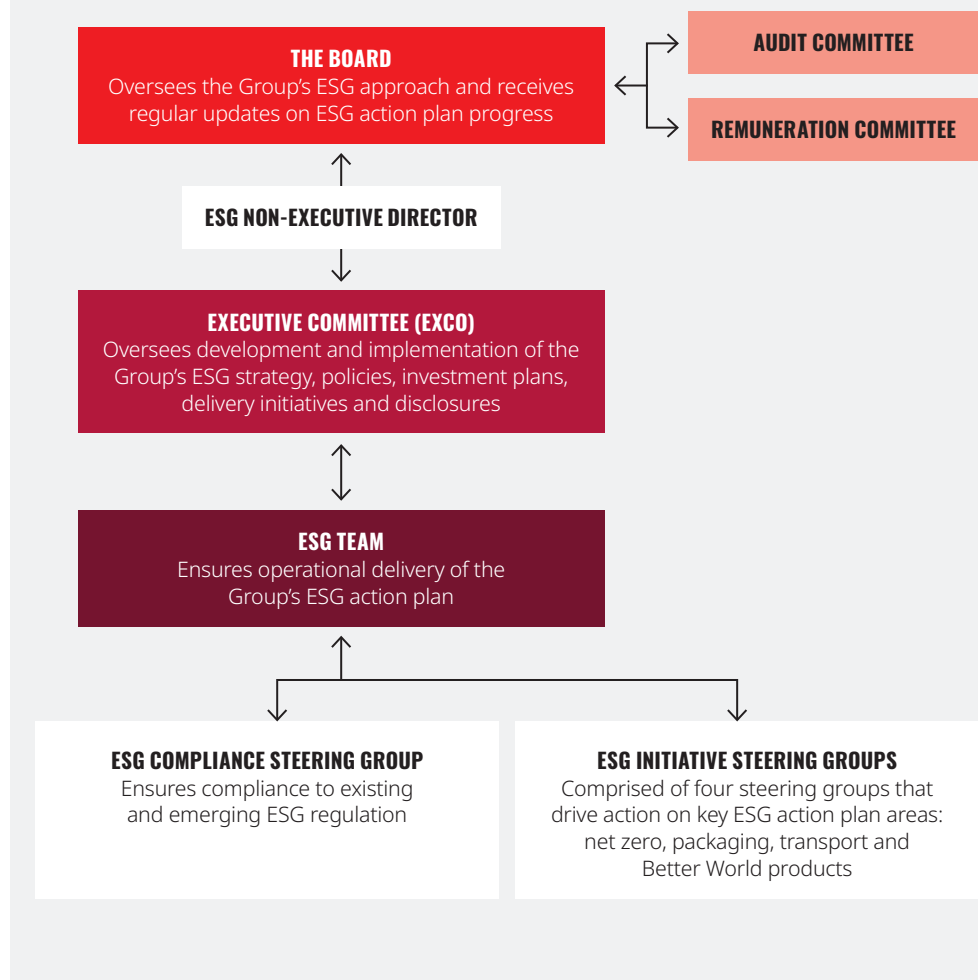 THE BOARD
Oversees the Group’s ESG approach and receives
regular updates on ESG action plan progress
AUDIT COMMITTEE
REMUNERATION COMMITTEE
ESG NON-EXECUTIVE DIRECTOR
EXECUTIVE COMMITTEE (EXCO)
Oversees development and implementation of the
Group’s ESG strategy, policies, investment plans,
delivery initiatives and disclosures
ESG TEAM
Ensures operational delivery of the
Group’s ESG action plan
ESG COMPLIANCE STEERING GROUP
Ensures compliance to existing
and emerging ESG regulation
ESG INITIATIVE STEERING GROUPS
Comprised of four steering groups that
drive action on key ESG action plan areas:
net zero, packaging, transport and
Better World products